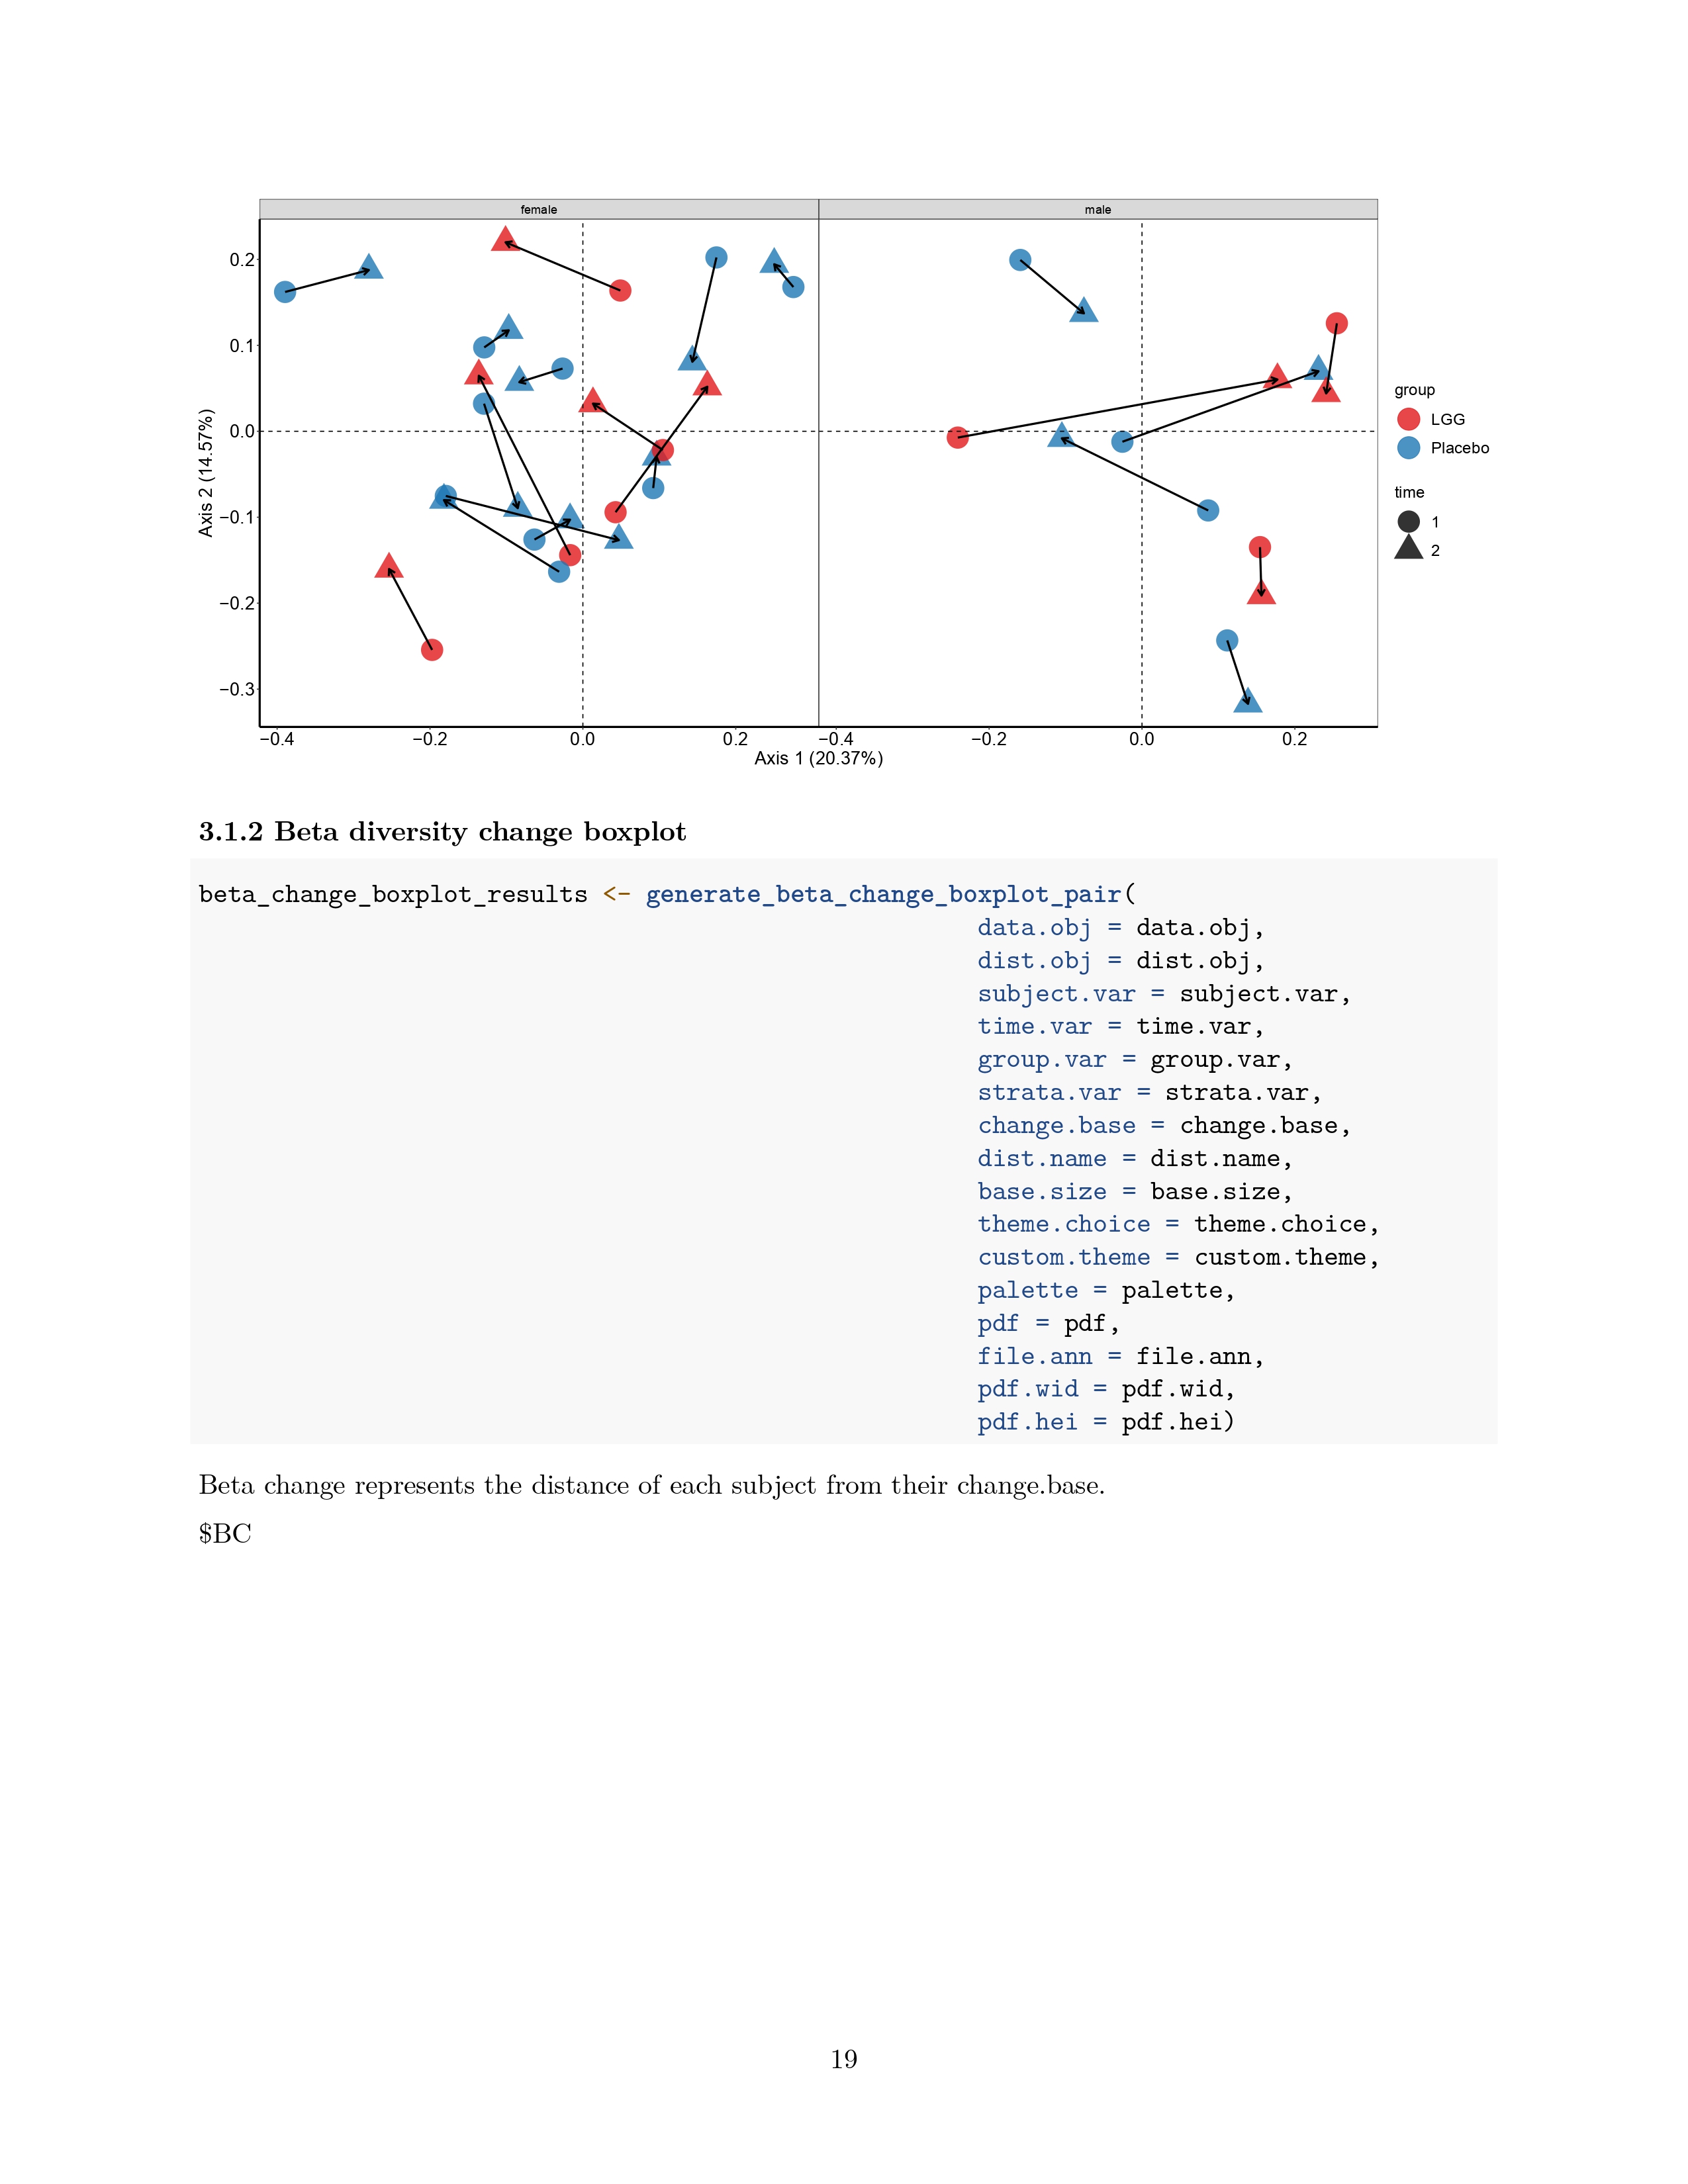 female
male
0.2
0.1
0.0
−0.1
−0.2
−0.3
Axis 2 (14.57%)
−0.4
−0.2
0.0
0.2
−0.4
−0.2
0.0
0.2
Axis 1 (20.37%)
group
LGG
Placebo
time
1
2
3.1.2 Beta diversity change boxplot
beta_change_boxplot_results <- generate_beta_change_boxplot_pair(
data.obj = data.obj,
dist.obj = dist.obj,
subject.var = subject.var,
time.var = time.var,
group.var = group.var,
strata.var = strata.var,
change.base = change.base,
dist.name = dist.name,
base.size = base.size,
theme.choice = theme.choice,
custom.theme = custom.theme,
palette = palette,
pdf = pdf,
file.ann = file.ann,
pdf.wid = pdf.wid,
pdf.hei = pdf.hei)
Beta change represents the distance of each subject from their change.base.
$BC
19